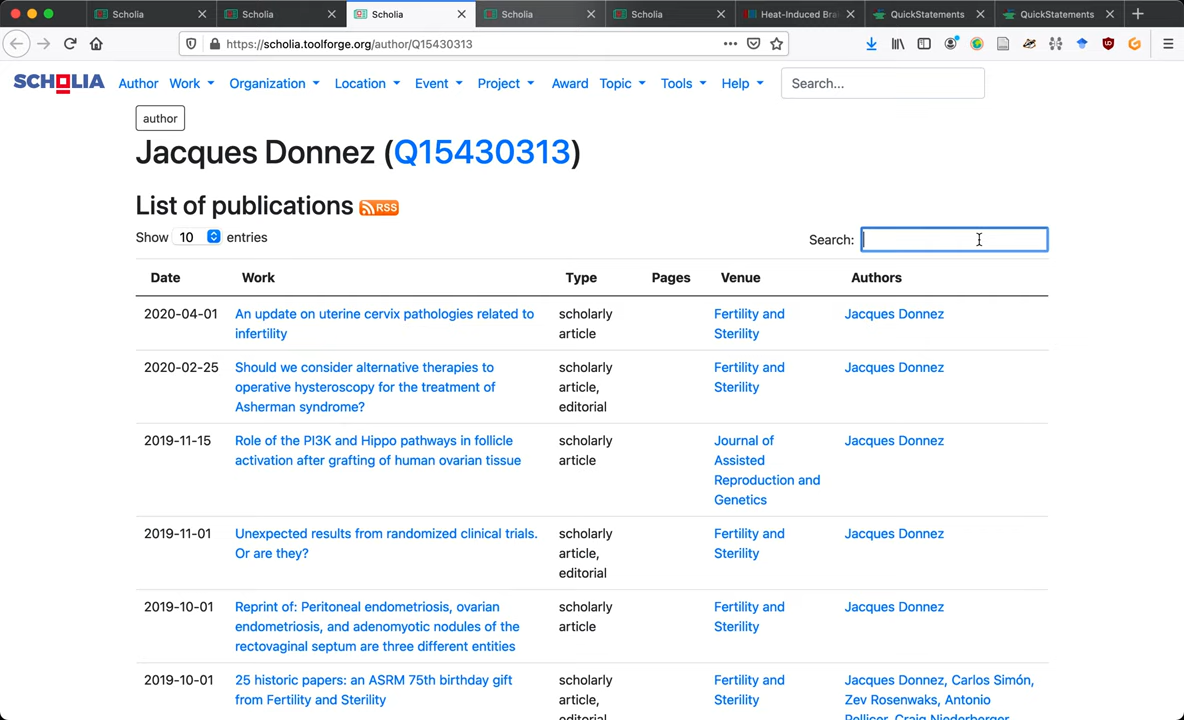 Scholia
Scholia
Scholia
Scholia
Scholia
Heat-Induced Bra
QuickStatements
QuickStatements
https://scholia.toolforge.org/author/Q15430313
SCHOLIA
Author
Work
Organization
Location
Event
Project
Award
Topic
Tools
Help
Search...
author
Jacques Donnez (Q15430313)
List of publications RSS
Show 10 entries
Search:
Date Work Type Pages Venue Authors
2020-04-01 An update on uterine cervix pathologies related to scholarly Fertility and Jacques Donnez
infertility article Sterility
2020-02-25 Should we consider alternative therapies to scholarly Fertility and Jacques Donnez
operative hysteroscopy for the treatment of article, Sterility
Asherman syndrome? editorial
2019-11-15 Role of the PI3K and Hippo pathways in follicle scholarly Journal of Jacques Donnez
activation after grafting of human ovarian tissue article Assisted
Reproduction and
Genetics
2019-11-01 Unexpected results from randomized clinical trials. scholarly Fertility and Jacques Donnez
Or are they? article, Sterility
editorial
2019-10-01 Reprint of: Peritoneal endometriosis, ovarian scholarly Fertility and Jacques Donnez
endometriosis, and adenomyotic nodules of the article Sterility
rectovaginal septum are three different entities
2019-10-01 25 historic papers: an ASRM 75th birthday gift scholarly Fertility and Jacques Donnez, Carlos Simón,
from Fertility and Sterility article, Sterility Zev Rosenwaks, Antonio
editorial Pellicer, Craig Niederberger